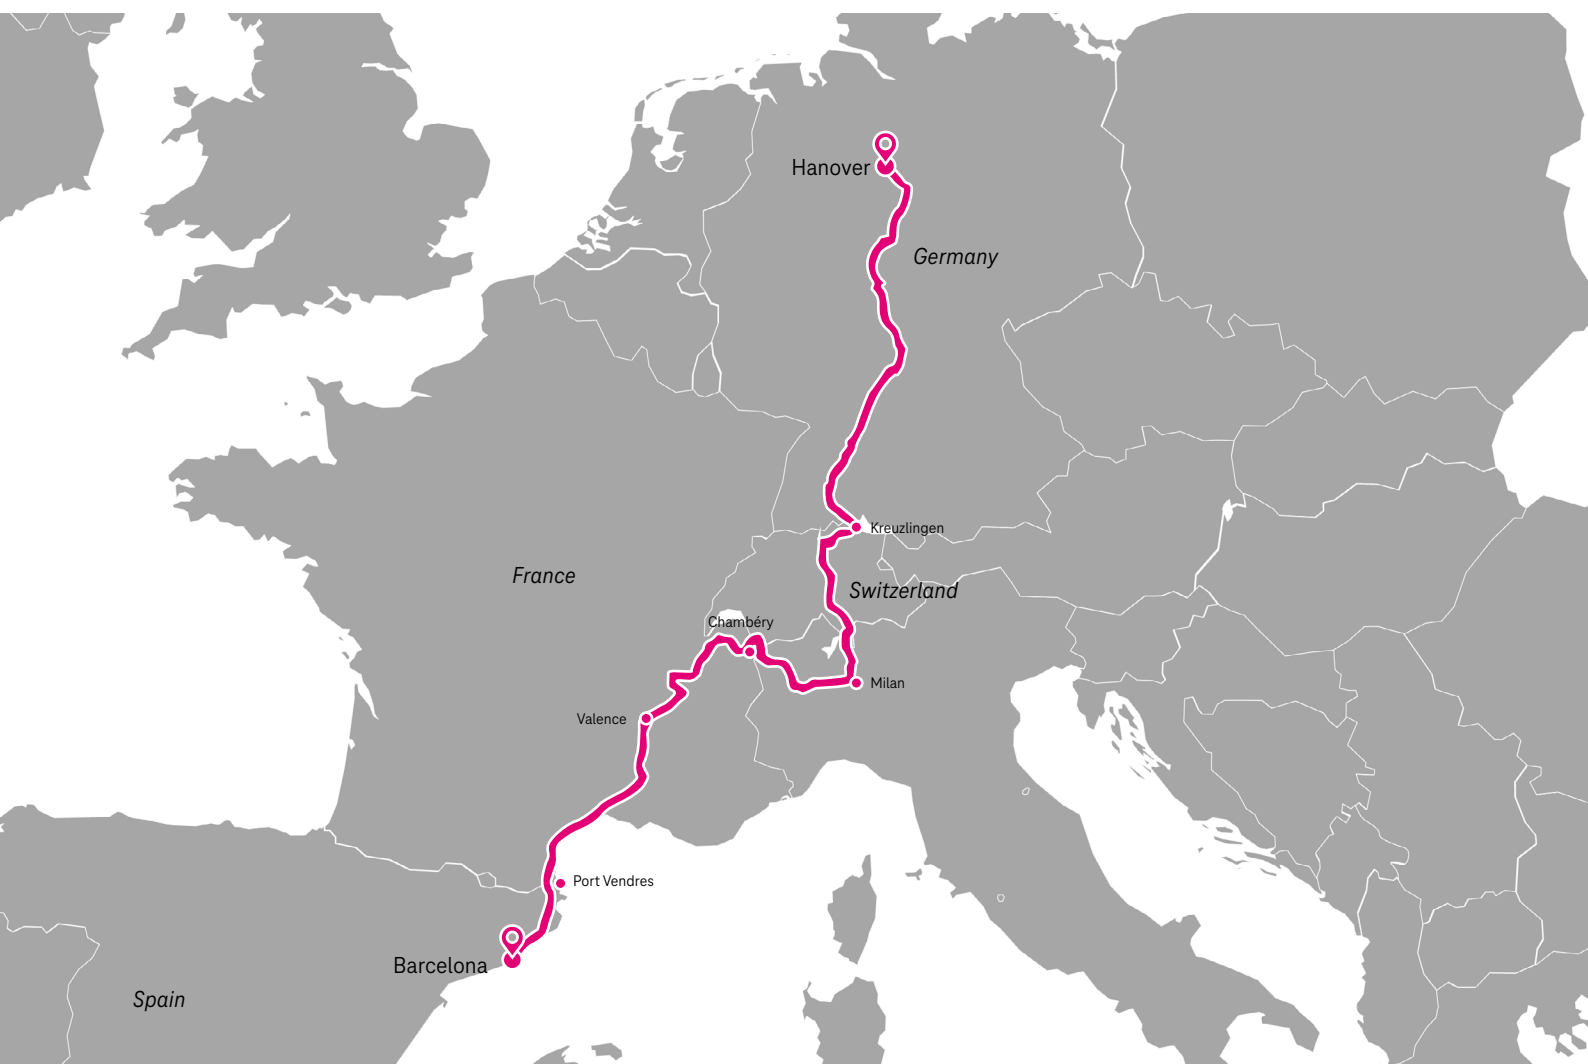 Hanover
Germany
Kreuzlingen
France
Switzerland
Chambéry
Milan
Valence
Port Vendres
Barcelona
Spain